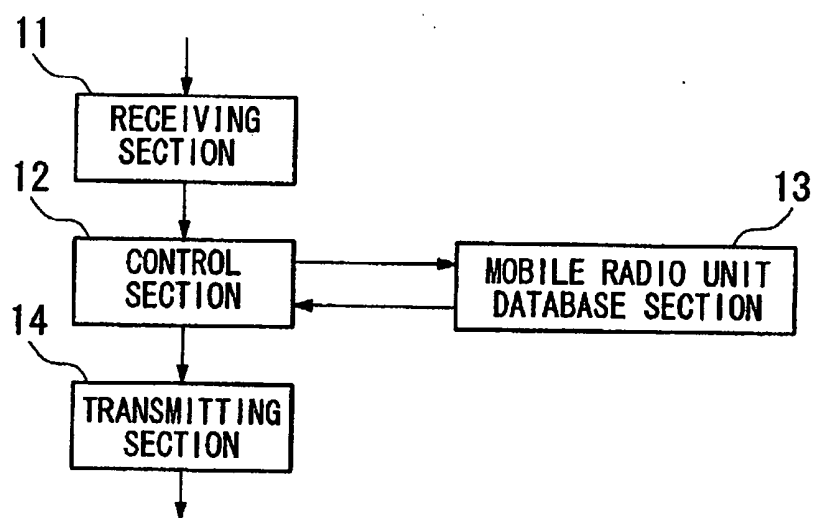 11
RECEIVING
SECTION
12
CONTROL
SECTION
13
MOBILE RADIO UNIT
DATABASE SECTION
14
TRANSMITTING
SECTION